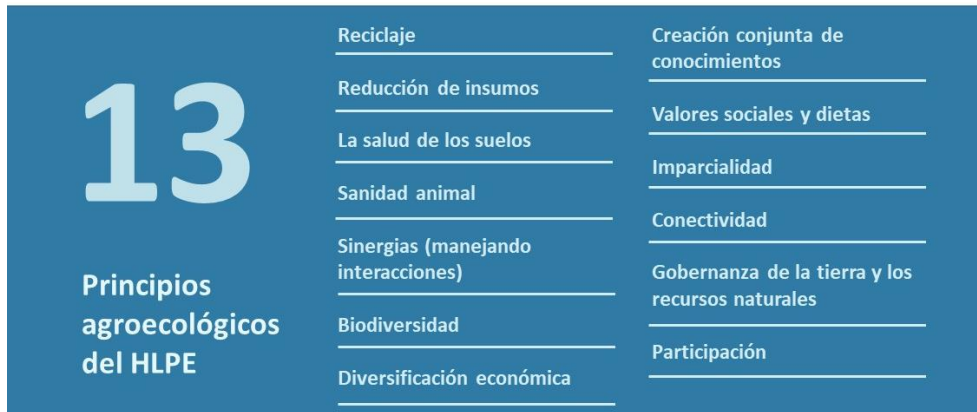 13
Principios
agroecológicos
del HLPE
Reciclaje
Reducción de insumos
La salud de los suelos
Sanidad animal
Sinergias (manejando
interacciones)
Biodiversidad
Diversificación económica
Creación conjunta de
conocimientos
Valores sociales y dietas
Imparcialidad
Conectividad
Gobernanza de la tierra y los
recursos naturales
Participación